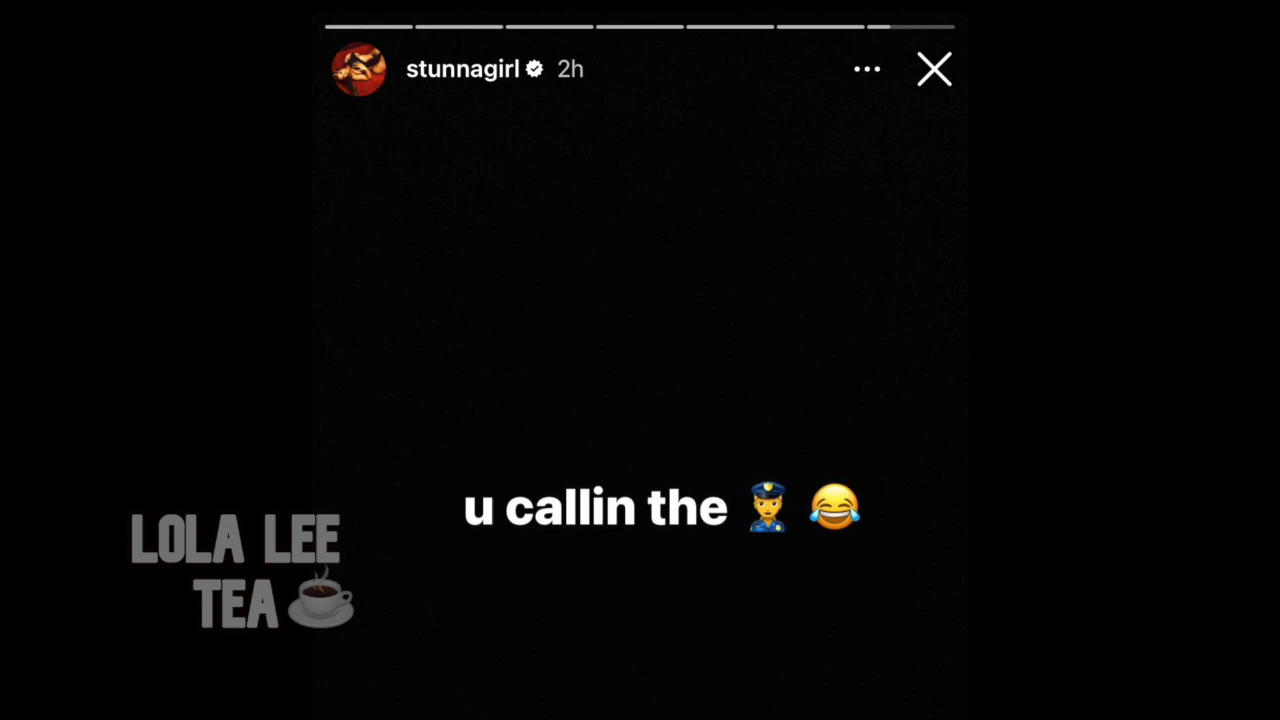 stunnagirl 2h
u callin the 👮 😂
LOLA LEE
TEA